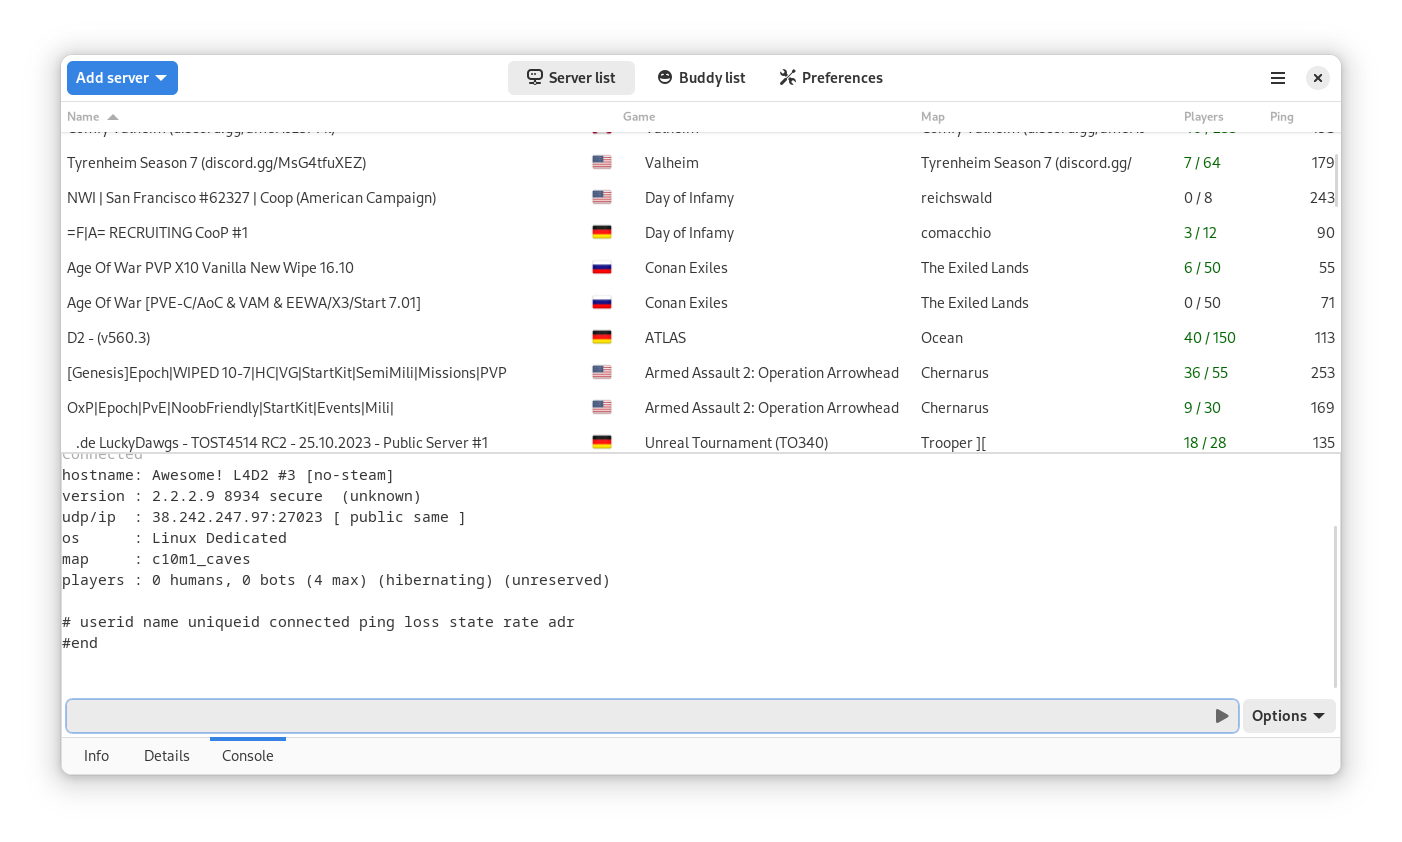 Add server Server list Buddy list Preferences
Name Game Map Players Ping
Tyrenheim Season 7 (discord.gg/MsG4tfuXEZ) Valheim Tyrenheim Season 7 (discord.gg/ 7 / 64 179
NWI | San Francisco #62327 | Coop (American Campaign) Day of Infamy reichswald 0 / 8 243
=F|A= RECRUITING CooP #1 Day of Infamy comacchio 3 / 12 90
Age Of War PVP X10 Vanilla New Wipe 16.10 Conan Exiles The Exiled Lands 6 / 50 55
Age Of War [PVE-C/AoC & VAM & EEWA/X3/Start 7.01] Conan Exiles The Exiled Lands 0 / 50 71
D2 - (v560.3) ATLAS Ocean 40 / 150 113
[Genesis]Epoch|WIPED 10-7|HC|VG|StartKit|SemiMili|Missions|PVP Armed Assault 2: Operation Arrowhead Chernarus 36 / 55 253
OxP|Epoch|PvE|NoobFriendly|StartKit|Events|Mili| Armed Assault 2: Operation Arrowhead Chernarus 9 / 30 169
.de LuckyDawgs - TOST4514 RC2 - 25.10.2023 - Public Server #1 Unreal Tournament (TO340) Trooper ][ 18 / 28 135
Connected
hostname: Awesome! L4D2 #3 [no-steam]
version : 2.2.2.9 8934 secure  (unknown)
udp/ip  : 38.242.247.97:27023 [ public same ]
os      : Linux Dedicated
map     : c10m1_caves
players : 0 humans, 0 bots (4 max) (hibernating) (unreserved)
# userid name uniqueid connected ping loss state rate adr
#end
Options
Info Details Console